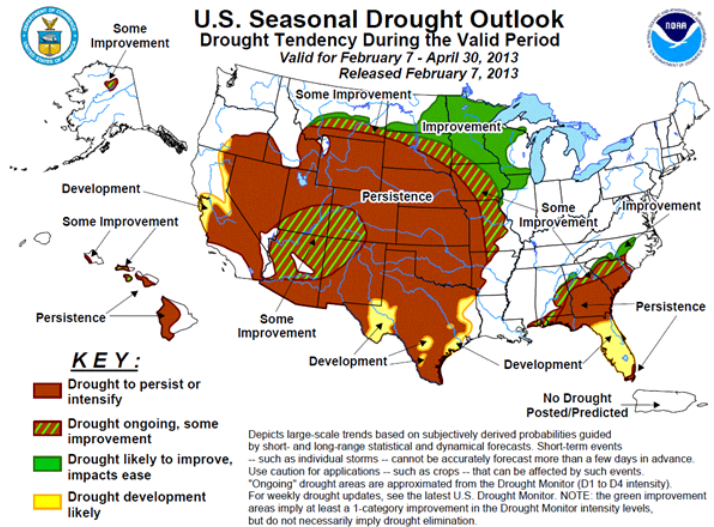 U.S. Seasonal Drought Outlook
Drought Tendency During the Valid Period
Valid for February 7 - April 30, 2013
Released February 7, 2013
NOAA
Some
Improvement
Some Improvement
Improvement
Development
Persistence
Some
Improvement
Improvement
Some Improvement
Persistence
Some
Improvement
Persistence
Development
Development
No Drought
Posted/Predicted
KEY:
Drought to persist or
intensify
Drought ongoing, some
improvement
Drought likely to improve,
impacts ease
Drought development
likely
Depicts large-scale trends based on subjectively derived probabilities guided
by short- and long-range statistical and dynamical forecasts. Short-term events
-- such as individual storms -- cannot be accurately forecast more than a few days in advance.
Use caution for applications -- such as crops -- that can be affected by such events.
"Ongoing" drought areas are approximated from the Drought Monitor (D1 to D4 intensity).
For weekly drought updates, see the latest U.S. Drought Monitor. NOTE: the green improvement
areas imply at least a 1-category improvement in the Drought Monitor intensity levels,
but do not necessarily imply drought elimination.